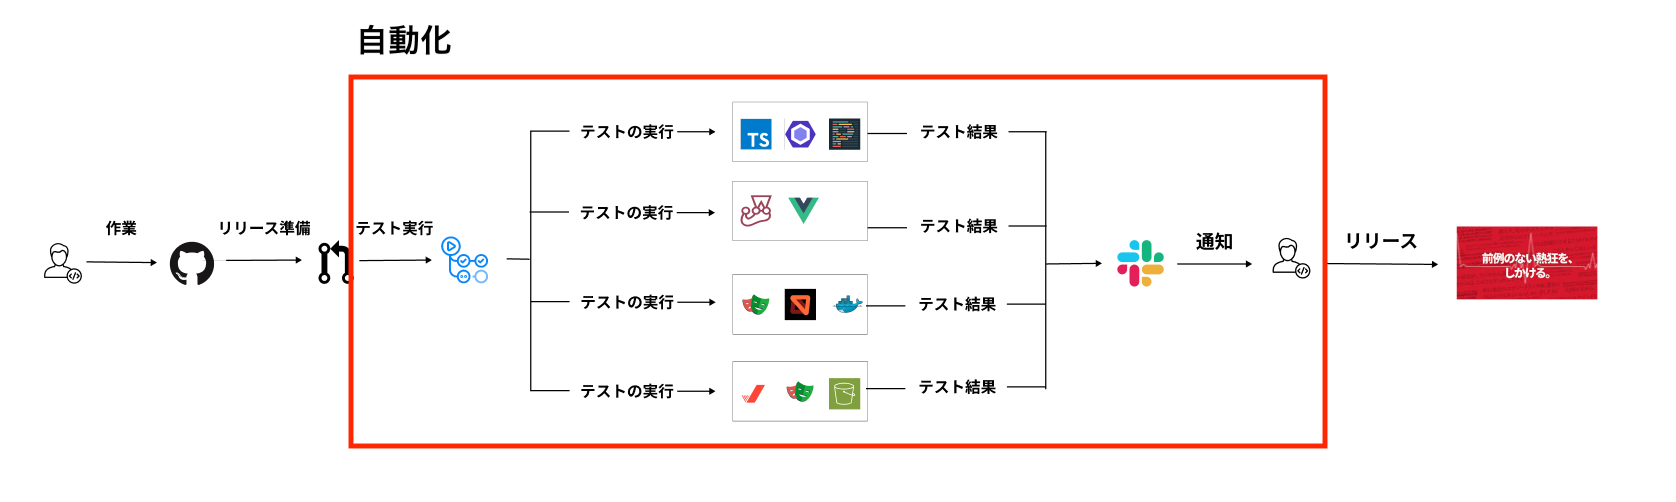 自動化
作業
リリース準備
テスト実行
テストの実行
TS
テスト結果
テストの実行
テスト結果
テストの実行
テスト結果
テストの実行
テスト結果
通知
リリース
前例のない熱狂を、
しかける。